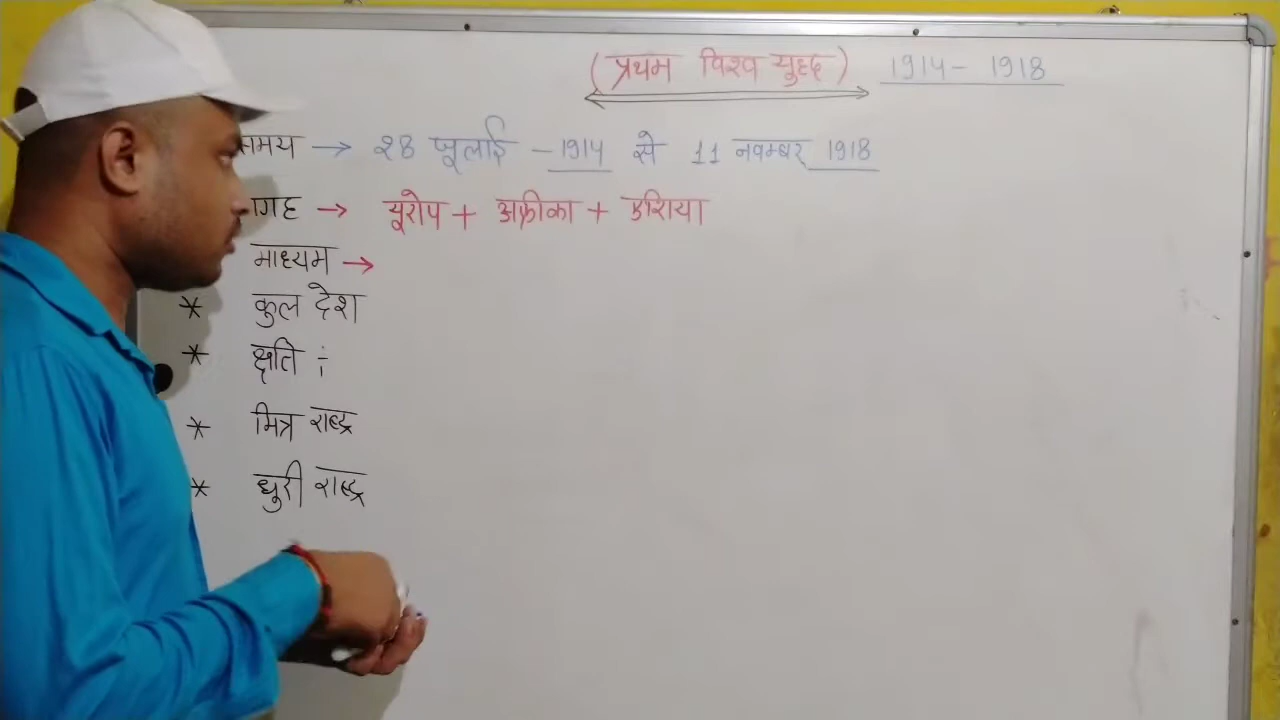 (प्रथम विश्व युद्ध) 1914 - 1918
समय → 28 जूलाई - 1914 से 11 नवम्बर 1918
जगह → यूरोप + अफ्रीका + एशिया
माध्यम →
* कुल देश
* क्षति :-
* मित्र राष्ट्र
* धुरी राष्ट्र